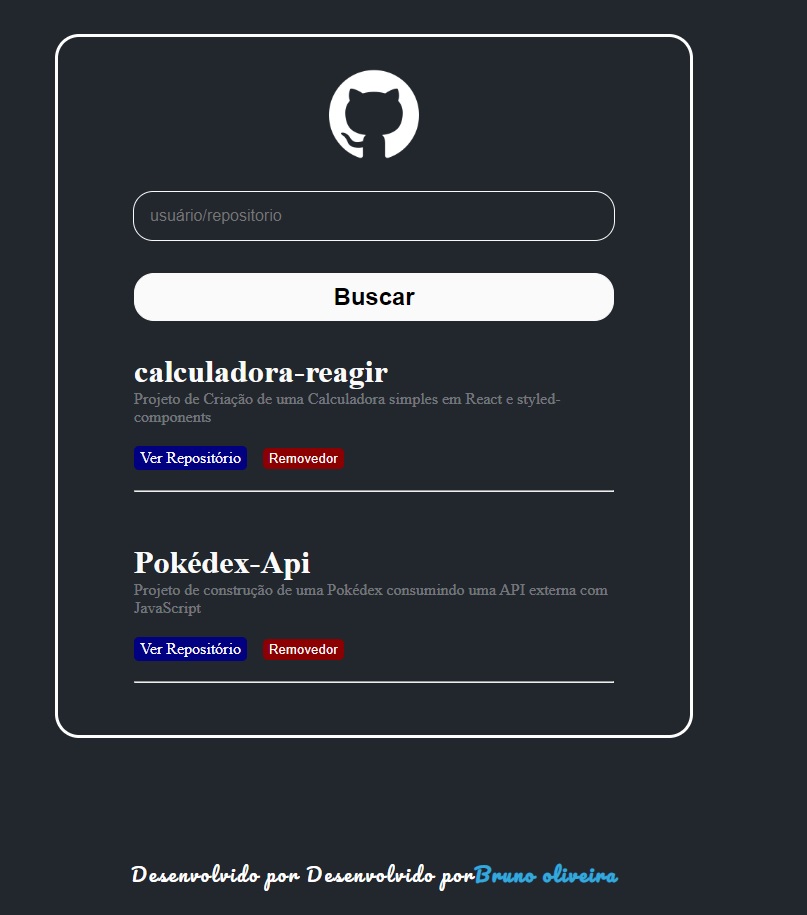 usuário/repositorio
Buscar
calculadora-reagir
Projeto de Criação de uma Calculadora simples em React e styled-
components
Ver Repositório Removedor
Pokédex-Api
Projeto de construção de uma Pokédex consumindo uma API externa com
JavaScript
Ver Repositório Removedor
Desenvolvido por Desenvolvido porBruno oliveira